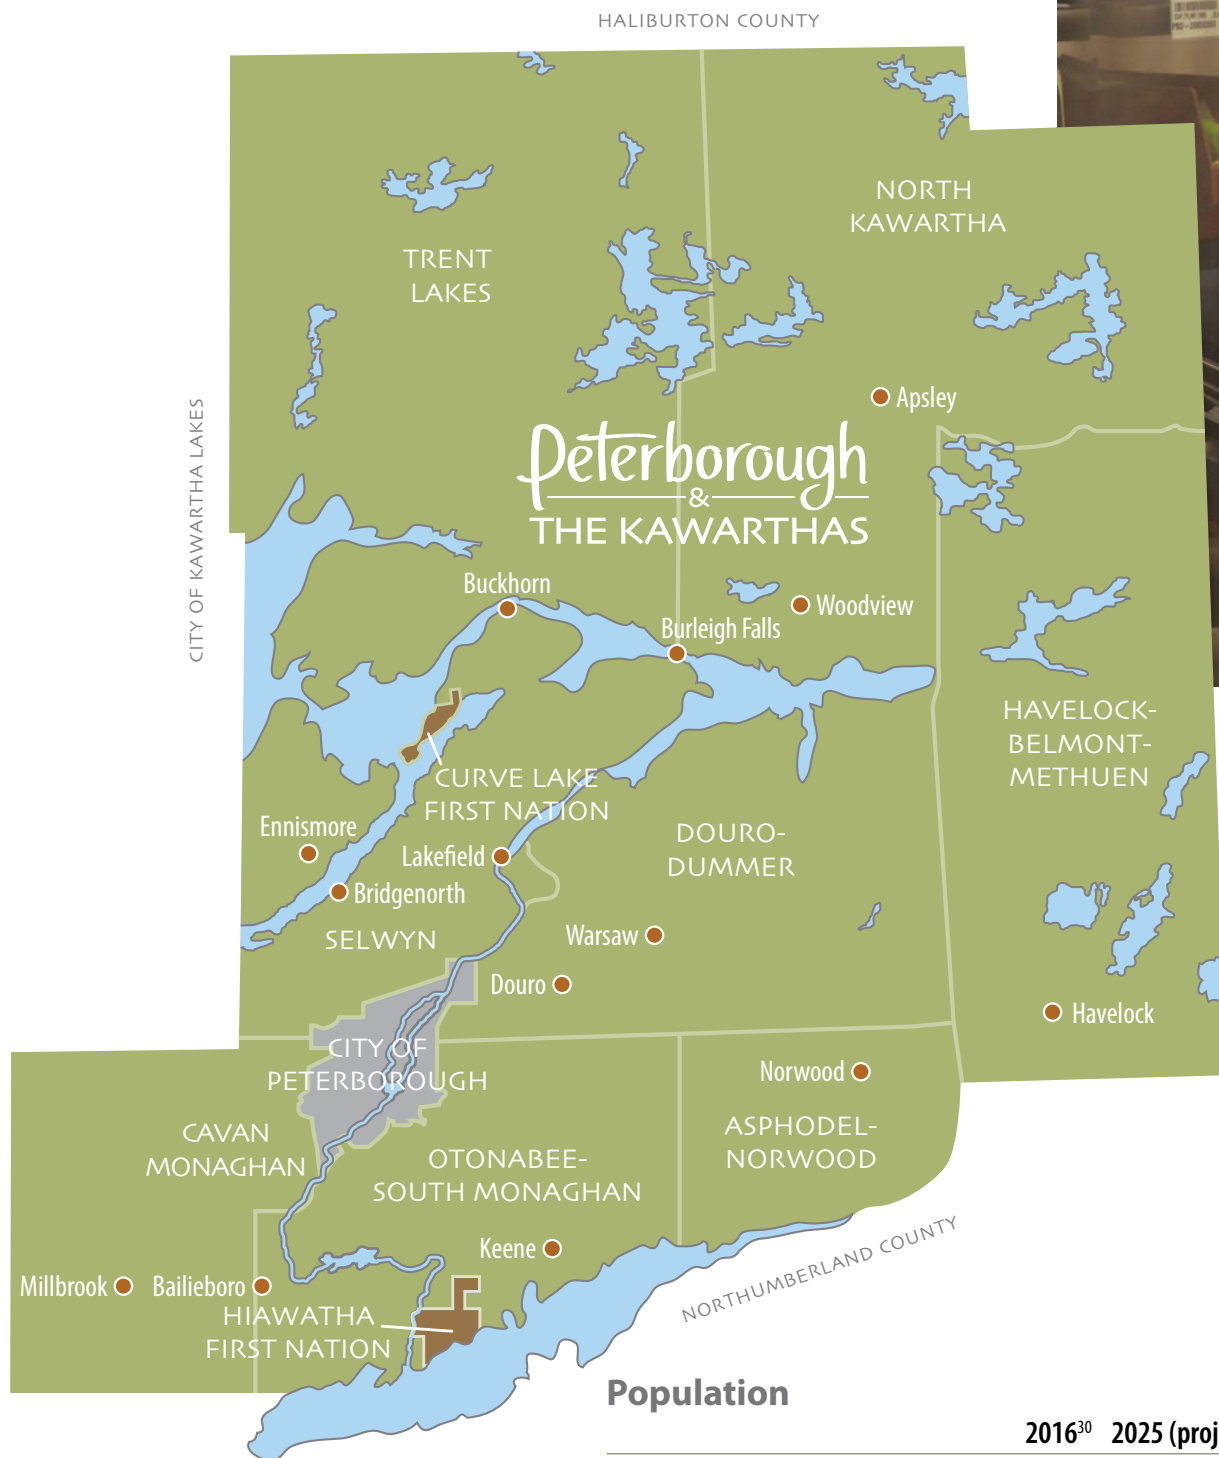 HALIBURTON COUNTY
NORTH
KAWARTHA
TRENT
LAKES
CITY OF KAWARTHA LAKES
Apsley
Peterborough
&
THE KAWARTHAS
Buckhorn
Woodview
Burleigh Falls
HAVELOCK-
BELMONT-
METHUEN
CURVE LAKE
FIRST NATION
Ennismore
DOURO-
DUMMER
Lakefield
Bridgenorth
SELWYN
Warsaw
Douro
Havelock
CITY OF
PETERBOROUGH
Norwood
CAVAN
MONAGHAN
ASPHODEL-
NORWOOD
OTONABEE-
SOUTH MONAGHAN
Keene
NORTHUMBERLAND COUNTY
Millbrook
Bailieboro
HIAWATHA
FIRST NATION
Population
2016³⁰ 2025 (proj